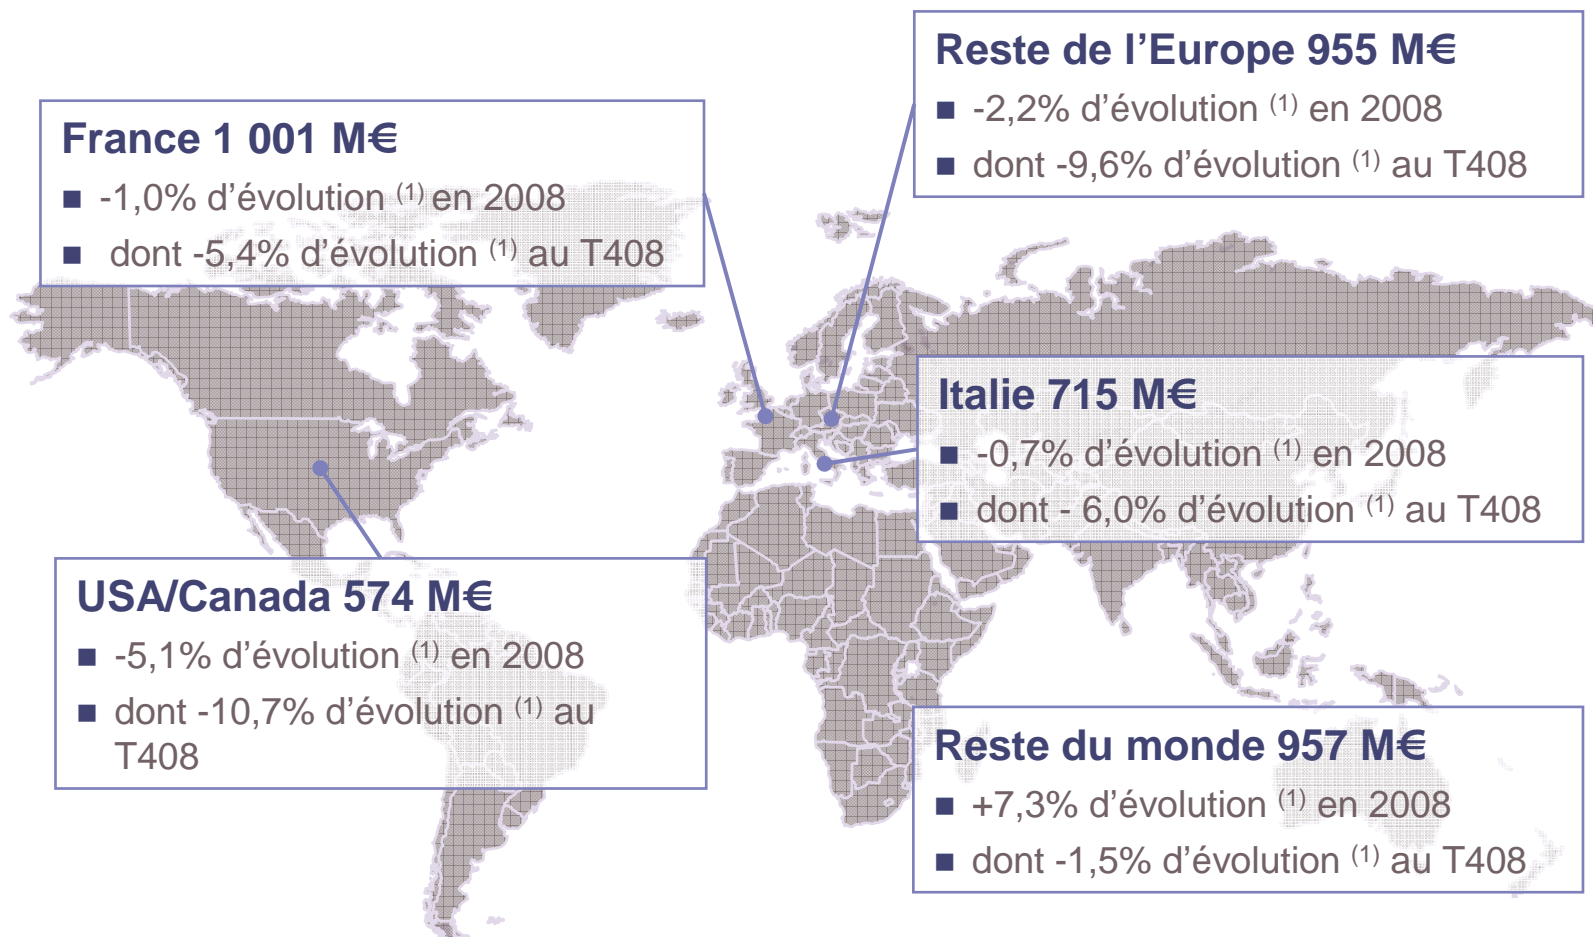 France 1 001 M€
■ -1,0% d’évolution (1) en 2008
■ dont -5,4% d’évolution (1) au T408
Reste de l’Europe 955 M€
■ -2,2% d’évolution (1) en 2008
■ dont -9,6% d’évolution (1) au T408
Italie 715 M€
■ -0,7% d’évolution (1) en 2008
■ dont - 6,0% d’évolution (1) au T408
USA/Canada 574 M€
■ -5,1% d’évolution (1) en 2008
■ dont -10,7% d’évolution (1) au
T408
Reste du monde 957 M€
■ +7,3% d’évolution (1) en 2008
■ dont -1,5% d’évolution (1) au T408